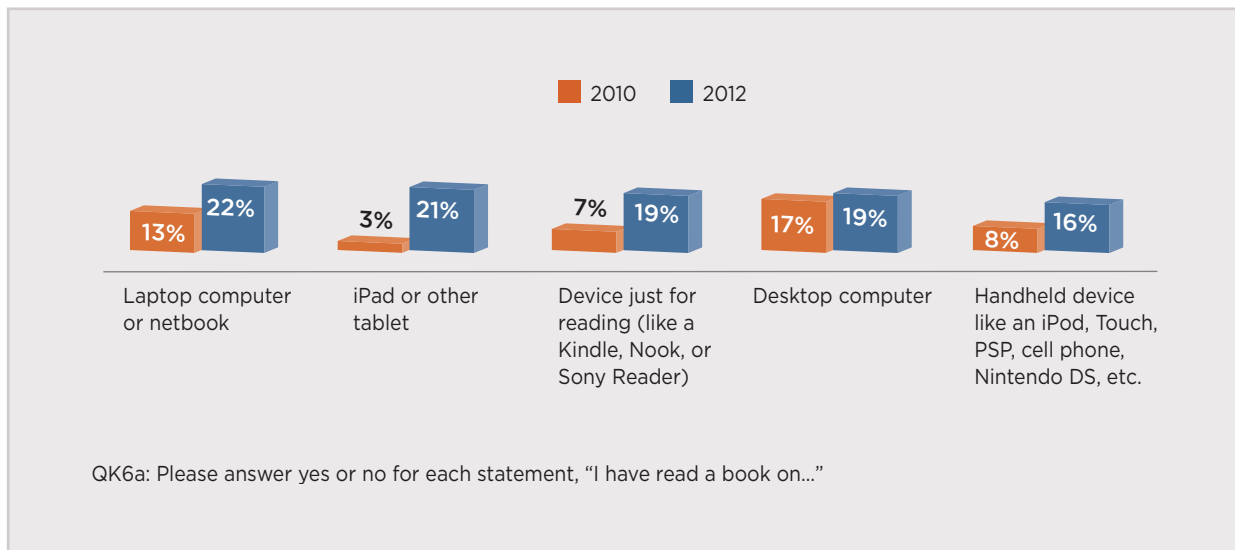 2010 2012
13% 22% 3% 21% 7% 19% 17% 19% 8% 16%
Laptop computer
or netbook
iPad or other
tablet
Device just for
reading (like a
Kindle, Nook, or
Sony Reader)
Desktop computer
Handheld device
like an iPod, Touch,
PSP, cell phone,
Nintendo DS, etc.
QK6a: Please answer yes or no for each statement, “I have read a book on...”